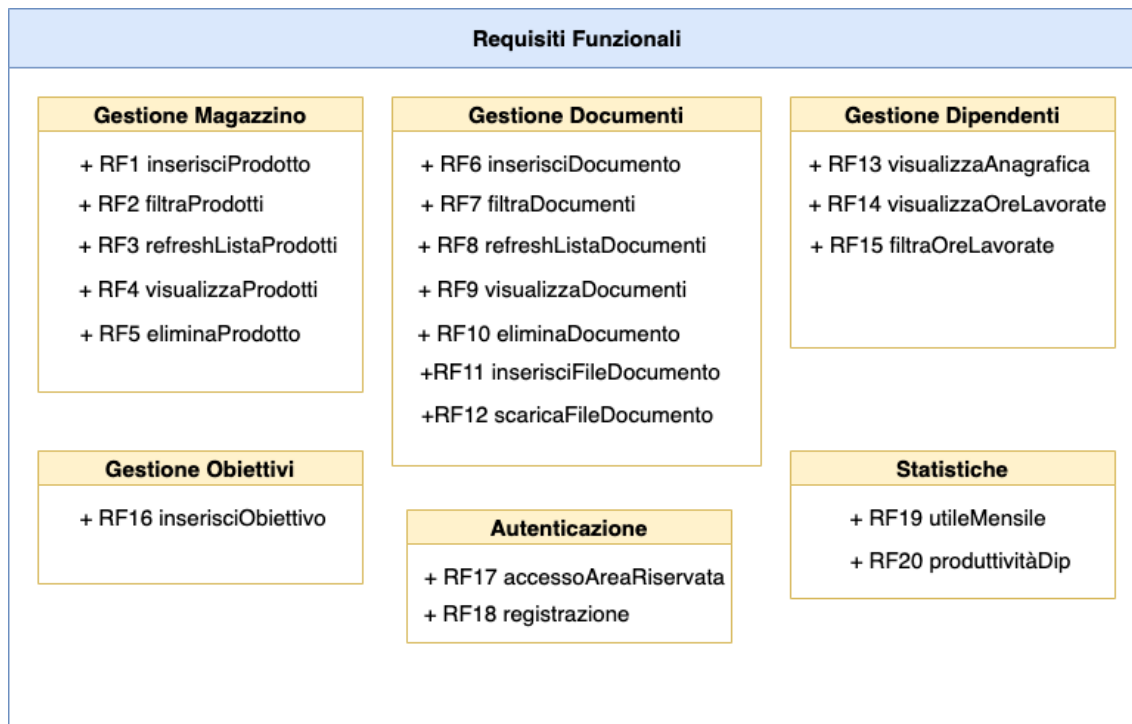 Requisiti Funzionali
Gestione Magazzino
+ RF1 inserisciProdotto
+ RF2 filtraProdotti
+ RF3 refreshListaProdotti
+ RF4 visualizzaProdotti
+ RF5 eliminaProdotto
Gestione Documenti
+ RF6 inserisciDocumento
+ RF7 filtraDocumenti
+ RF8 refreshListaDocumenti
+ RF9 visualizzaDocumenti
+ RF10 eliminaDocumento
+RF11 inserisciFileDocumento
+RF12 scaricaFileDocumento
Gestione Dipendenti
+ RF13 visualizzaAnagrafica
+ RF14 visualizzaOreLavorate
+ RF15 filtraOreLavorate
Gestione Obiettivi
+ RF16 inserisciObiettivo
Autenticazione
+ RF17 accessoAreaRiservata
+ RF18 registrazione
Statistiche
+ RF19 utileMensile
+ RF20 produttivitàDip